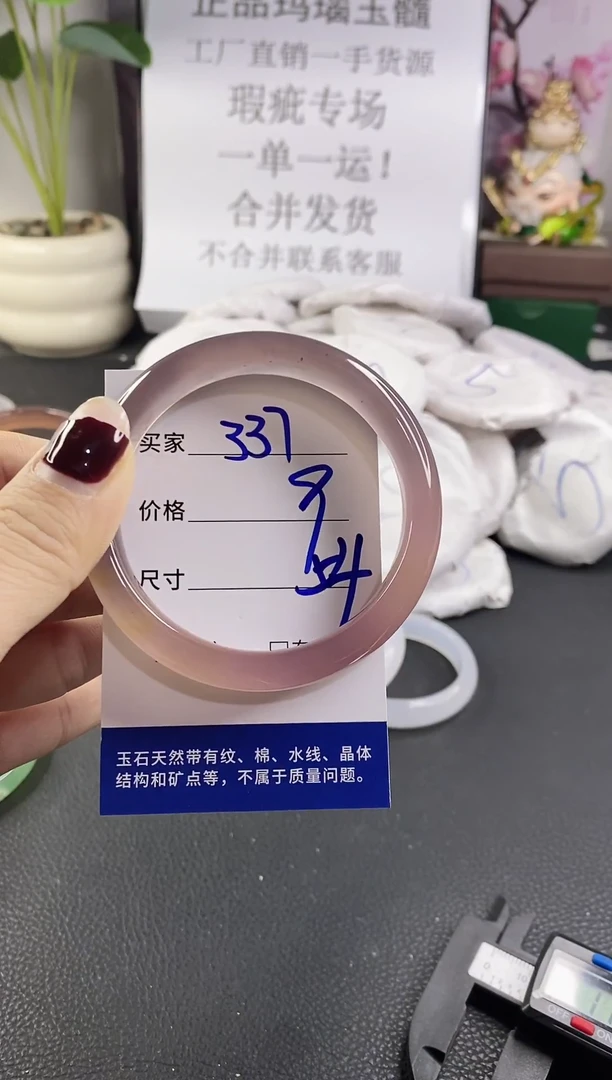 正品玛瑙玉髓
工厂直销一手货源
瑕疵专场
一单一运!
合并发货
不合并联系客服
买家 337
价格 9
尺寸 54
玉石天然带有纹、棉、水线、晶体
结构和矿点等，不属于质量问题。
5